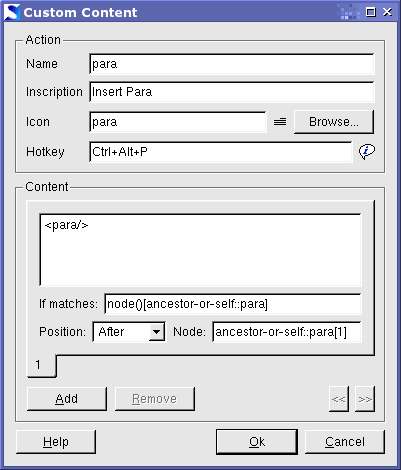 Custom Content
Action
Name para
Inscription Insert Para
Icon para Browse...
Hotkey Ctrl+Alt+P
Content
<para/>
If matches: node()[ancestor-or-self::para]
Position: After Node: ancestor-or-self::para[1]
1
Add Remove << >>
Help Ok Cancel